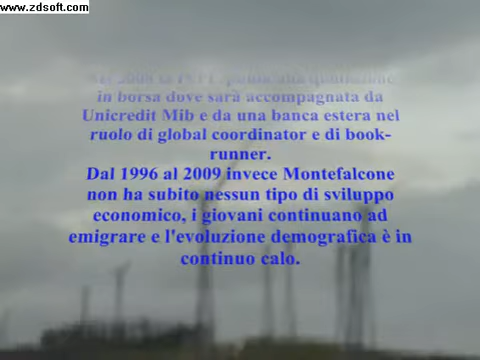 www.zdsoft.com
in borsa dove sarà accompagnata da
Unicredit Mib e da una banca estera nel
ruolo di global coordinator e di book-
runner.
Dal 1996 al 2009 invece Montefalcone
non ha subito nessun tipo di sviluppo
economico, i giovani continuano ad
emigrare e l'evoluzione demografica è in
continuo calo.